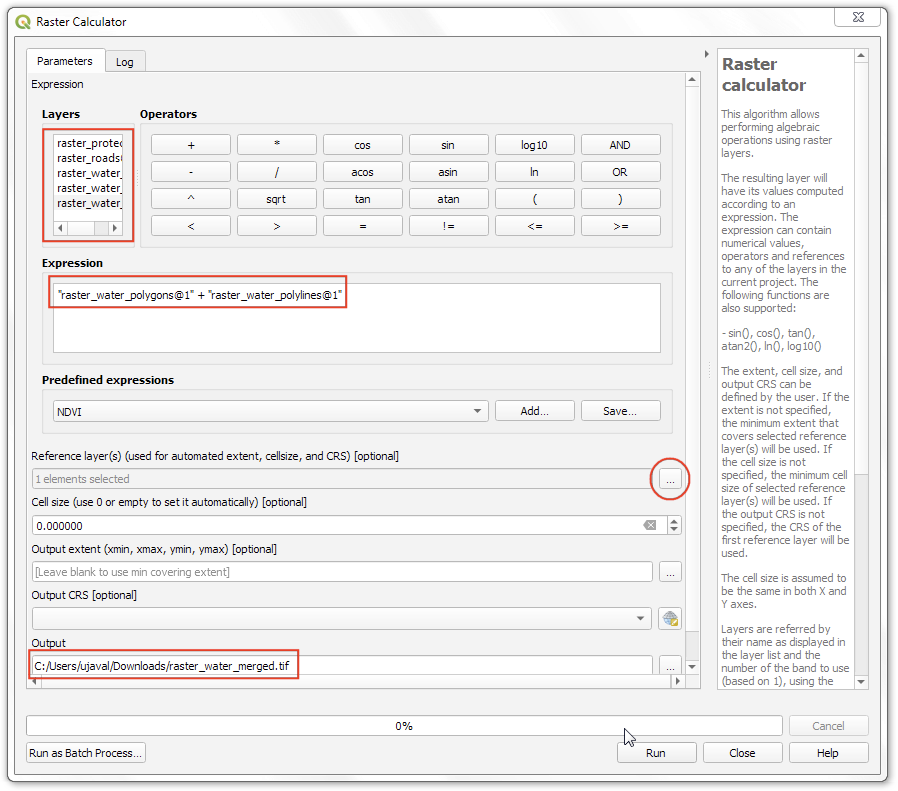 Raster Calculator
Parameters
Log
Expression
Layers
Operators
raster_protec
raster_roads
raster_water_
raster_water_
raster_water_
+
*
cos
sin
log10
AND
-
/
acos
asin
ln
OR
^
sqrt
tan
atan
(
)
<
>
=
!=
<=
>=
Expression
"raster_water_polygons@1" + "raster_water_polylines@1"
Predefined expressions
NDVI
Add...
Save...
Reference layer(s) (used for automated extent, cellsize, and CRS) [optional]
1 elements selected
...
Cell size (use 0 or empty to set it automatically) [optional]
0.000000
Output extent (xmin, xmax, ymin, ymax) [optional]
[Leave blank to use min covering extent]
...
Output CRS [optional]
Output
C:/Users/ujaval/Downloads/raster_water_merged.tif
...
Raster
calculator
This algorithm allows
performing algebraic
operations using raster
layers.
The resulting layer will
have its values computed
according to an
expression. The
expression can contain
numerical values,
operators and references
to any of the layers in the
current project. The
following functions are
also supported:
- sin(), cos(), tan(),
atan2(), ln(), log10()
The extent, cell size, and
output CRS can be
defined by the user. If the
extent is not specified,
the minimum extent that
covers selected reference
layer(s) will be used. If
the cell size is not
specified, the minimum cell
size of selected reference
layer(s) will be used. If
the output CRS is not
specified, the CRS of the
first reference layer will be
used.
The cell size is assumed to
be the same in both X and
Y axes.
Layers are referred by
their name as displayed in
the layer list and the
number of the band to use
(based on 1), using the
0%
Cancel
Run as Batch Process...
Run
Close
Help